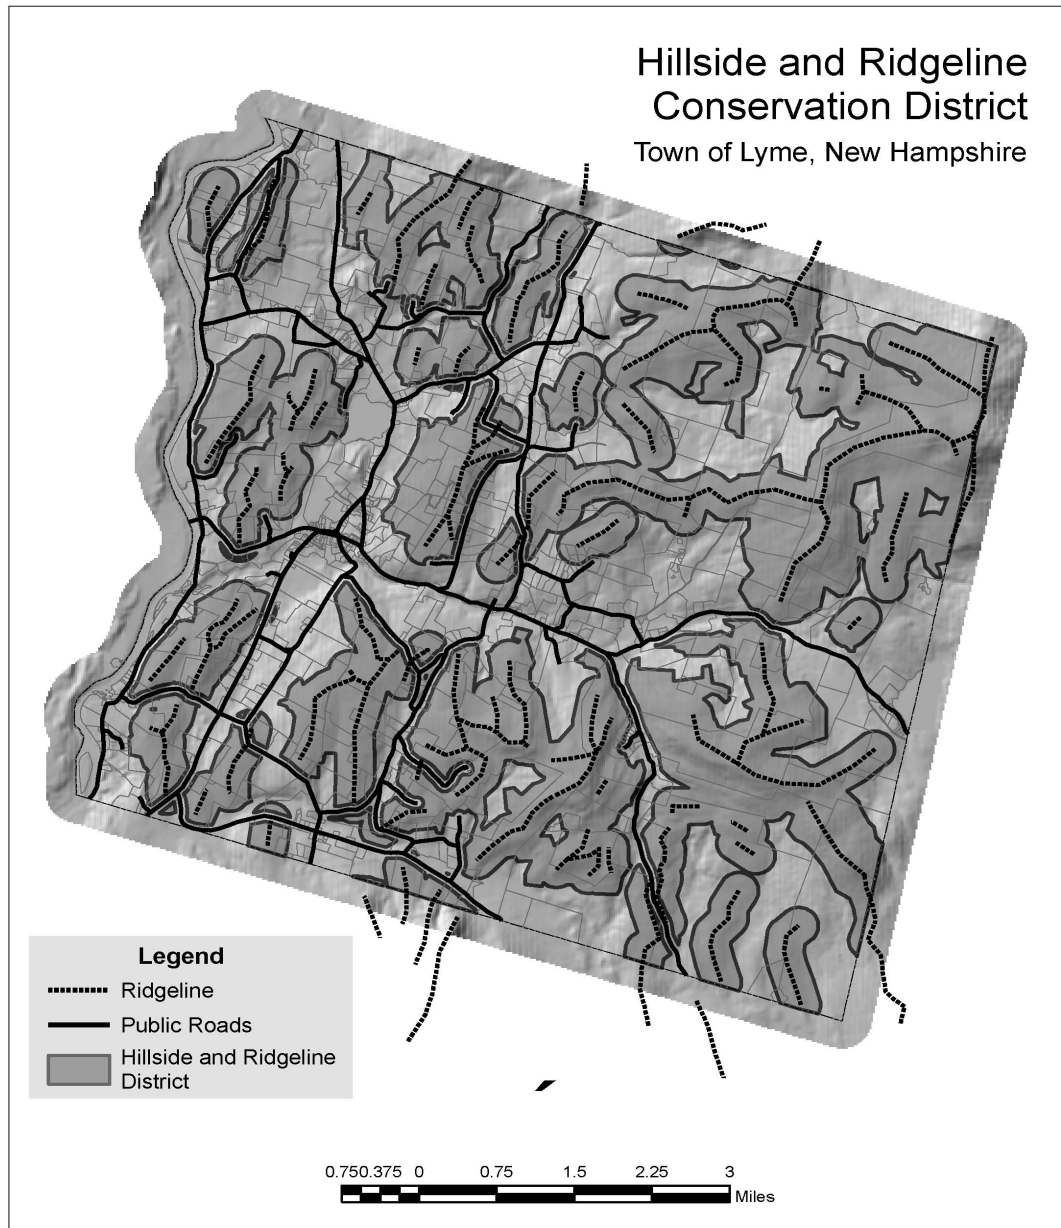 Hillside and Ridgeline
Conservation District
Town of Lyme, New Hampshire
Legend
Ridgeline
Public Roads
Hillside and Ridgeline
District
0.750.375 0 0.75 1.5 2.25 3
Miles